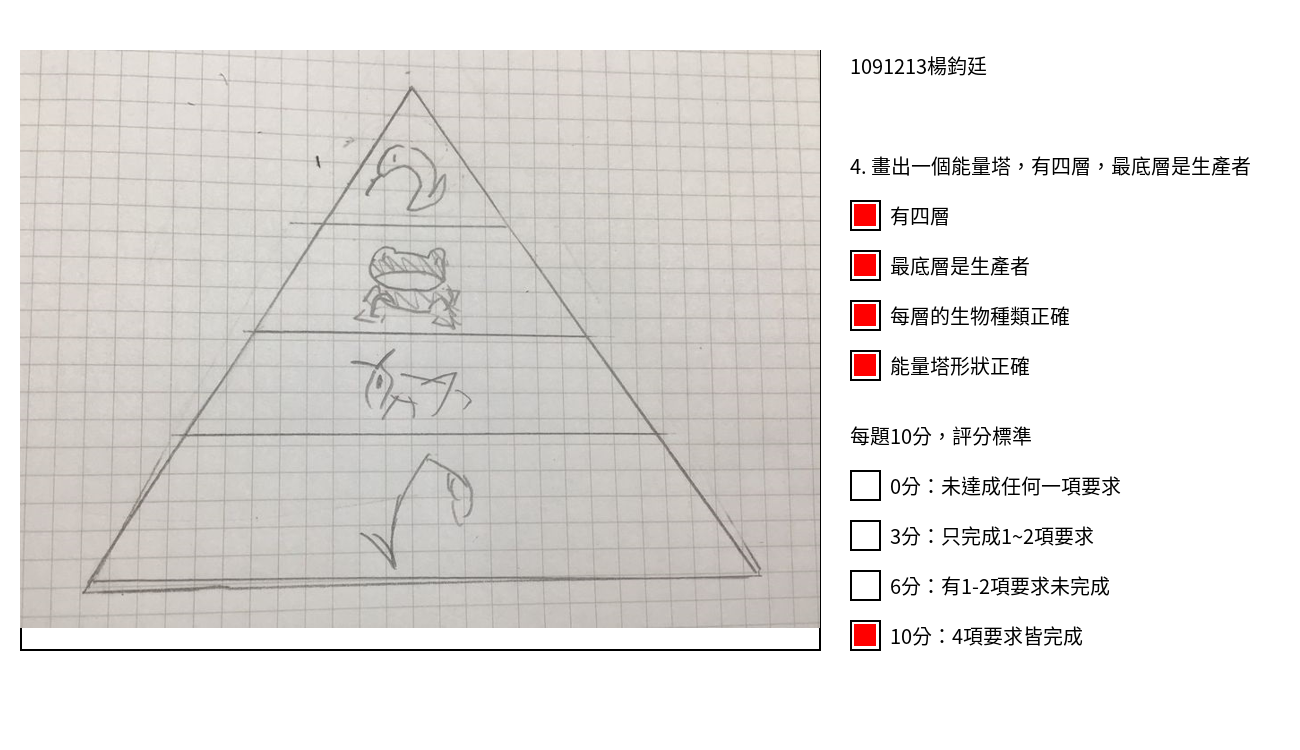 1091213楊鈞廷
4. 畫出一個能量塔，有四層，最底層是生產者
有四層
最底層是生產者
每層的生物種類正確
能量塔形狀正確
每題10分，評分標準
0分：未達成任何一項要求
3分：只完成1~2項要求
6分：有1-2項要求未完成
10分：4項要求皆完成